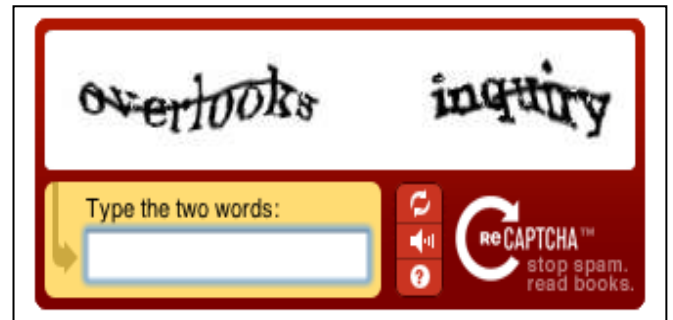 overlooks inquiry
Type the two words:
ReCAPTCHA™
stop spam.
read books.